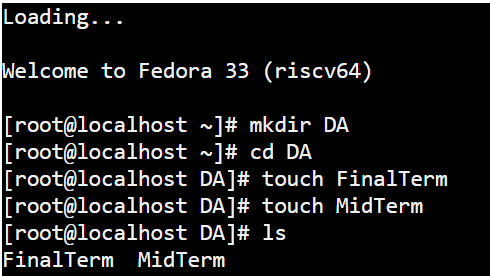 Loading...
Welcome to Fedora 33 (riscv64)
[root@localhost ~]# mkdir DA
[root@localhost ~]# cd DA
[root@localhost DA]# touch FinalTerm
[root@localhost DA]# touch MidTerm
[root@localhost DA]# ls
FinalTerm  MidTerm